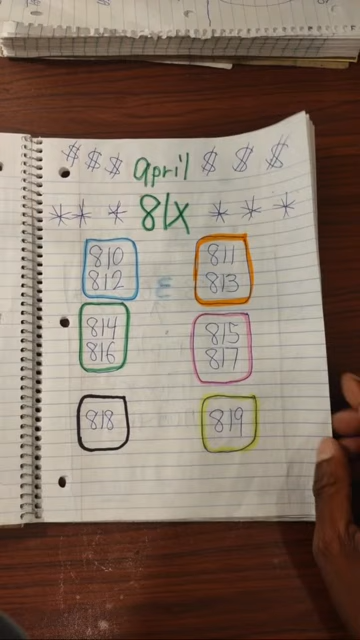 $ $ $ april $ $ $
* * * 81x * * *
810 811
812 813
814 815
816 817
818 819